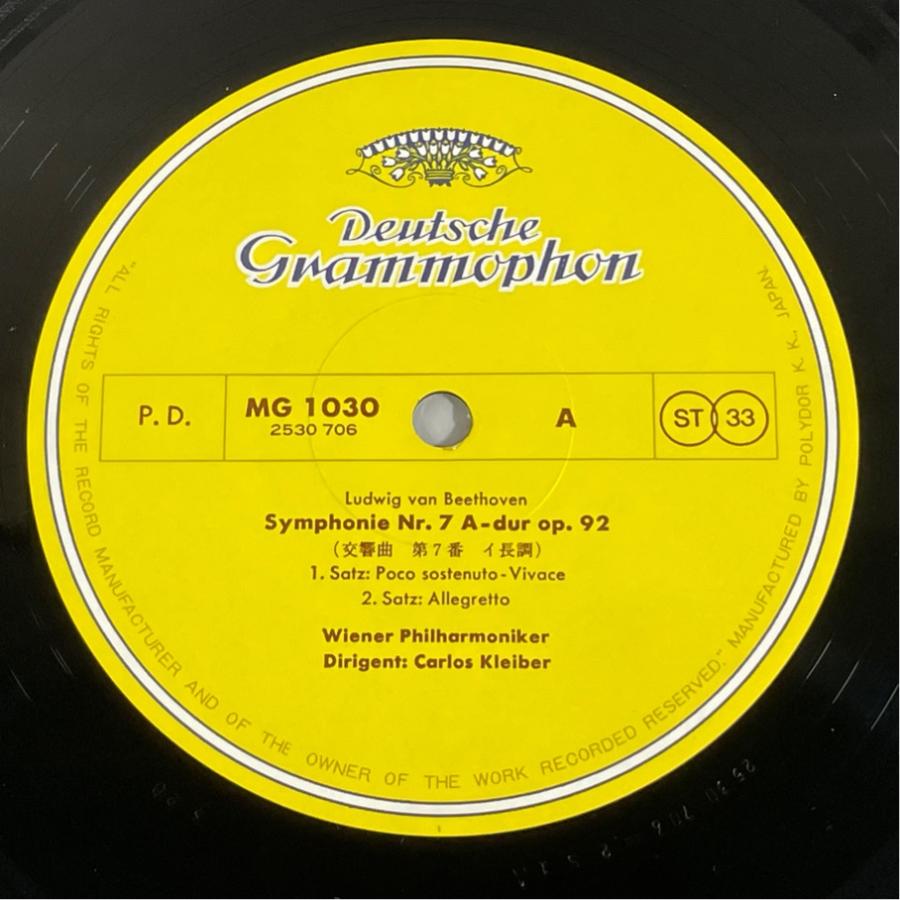 Deutsche
Grammophon
P. D.
MG 1030
2530 706
A
ST 33
Ludwig van Beethoven
Symphonie Nr. 7 A-dur op. 92
(交響曲 第7番 イ長調)
1. Satz: Poco sostenuto-Vivace
2. Satz: Allegretto
Wiener Philharmoniker
Dirigent: Carlos Kleiber
"ALL RIGHTS OF THE RECORD MANUFACTURER AND OF THE OWNER OF THE WORK RECORDED RESERVED." MANUFACTURED BY POLYDOR K. K., JAPAN.
2530 706